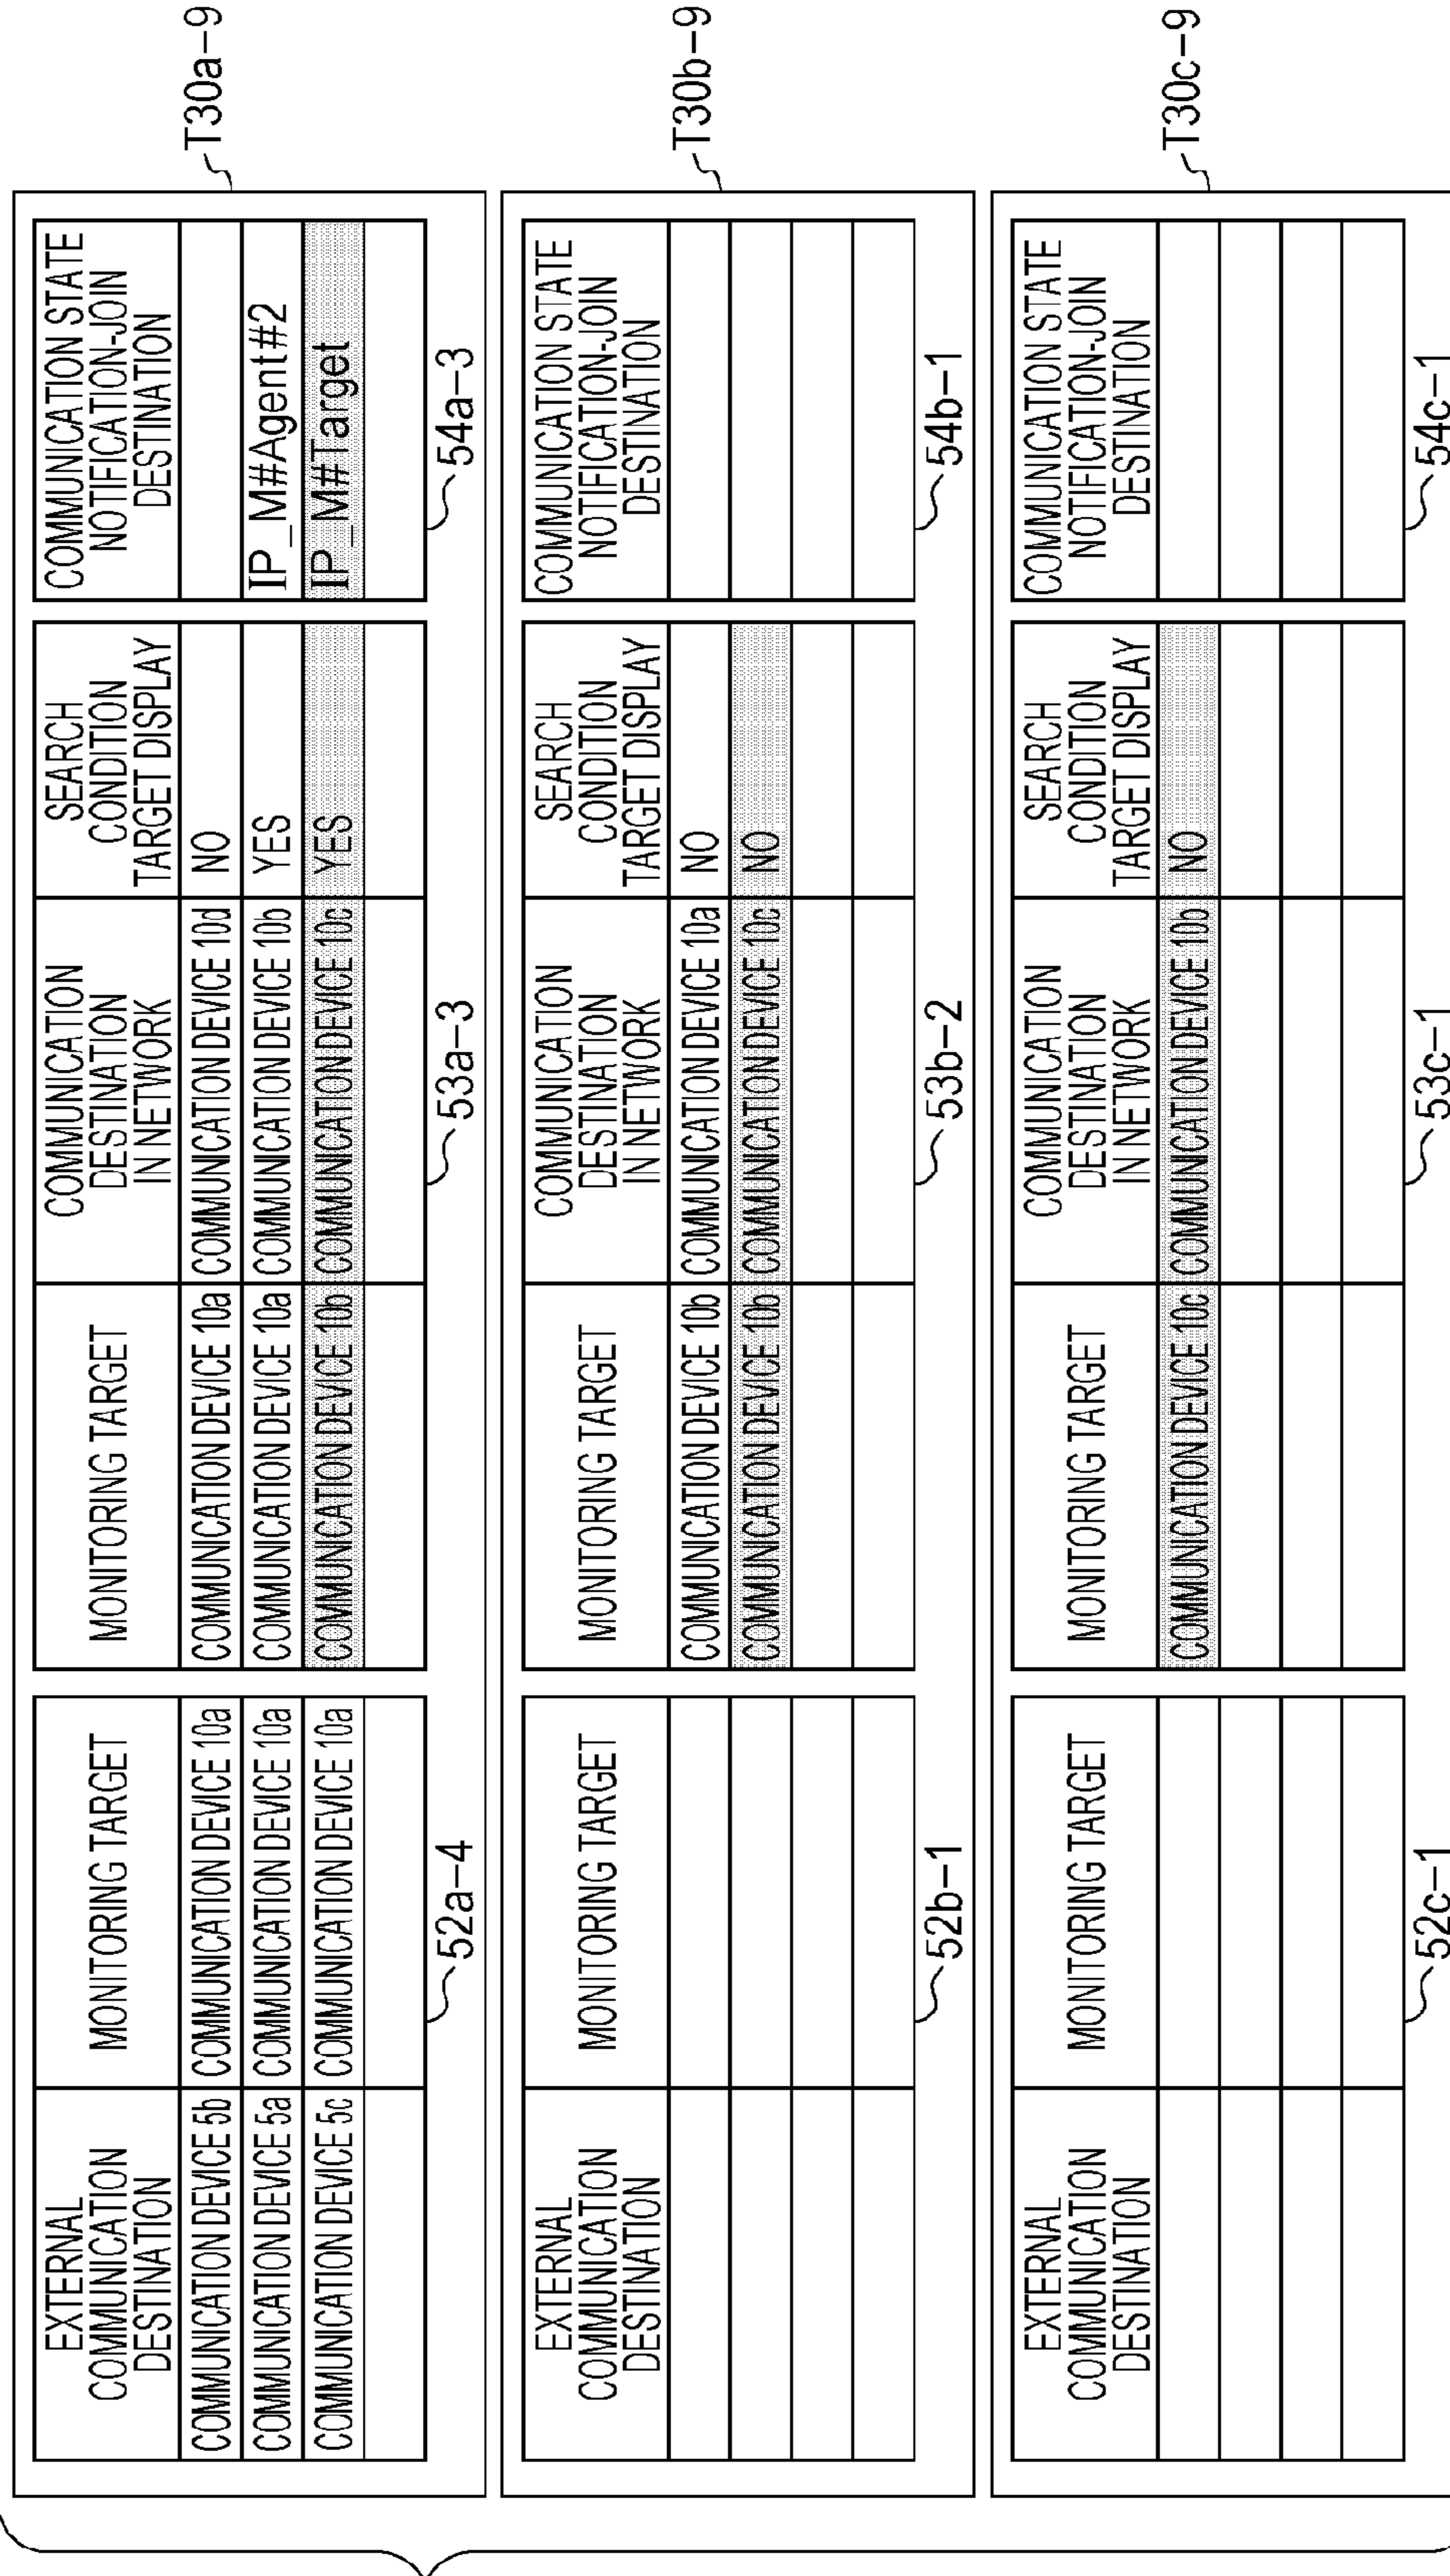 T30a-9
EXTERNAL
COMMUNICATION
DESTINATION
MONITORING TARGET
COMMUNICATION DEVICE 5b
COMMUNICATION DEVICE 10a
COMMUNICATION DEVICE 5a
COMMUNICATION DEVICE 10a
COMMUNICATION DEVICE 5c
COMMUNICATION DEVICE 10a
52a-4
MONITORING TARGET
COMMUNICATION
DESTINATION
IN NETWORK
SEARCH
CONDITION
TARGET DISPLAY
COMMUNICATION DEVICE 10a
COMMUNICATION DEVICE 10d
NO
COMMUNICATION DEVICE 10a
COMMUNICATION DEVICE 10b
YES
COMMUNICATION DEVICE 10b
COMMUNICATION DEVICE 10c
YES
53a-3
COMMUNICATION STATE
NOTIFICATION-JOIN
DESTINATION
IP_M#Agent#2
IP_M#Target
54a-3
T30b-9
EXTERNAL
COMMUNICATION
DESTINATION
MONITORING TARGET
52b-1
MONITORING TARGET
COMMUNICATION
DESTINATION
IN NETWORK
SEARCH
CONDITION
TARGET DISPLAY
COMMUNICATION DEVICE 10b
COMMUNICATION DEVICE 10a
NO
COMMUNICATION DEVICE 10b
COMMUNICATION DEVICE 10c
NO
53b-2
COMMUNICATION STATE
NOTIFICATION-JOIN
DESTINATION
54b-1
T30c-9
EXTERNAL
COMMUNICATION
DESTINATION
MONITORING TARGET
52c-1
MONITORING TARGET
COMMUNICATION
DESTINATION
IN NETWORK
SEARCH
CONDITION
TARGET DISPLAY
COMMUNICATION DEVICE 10c
COMMUNICATION DEVICE 10b
NO
53c-1
COMMUNICATION STATE
NOTIFICATION-JOIN
DESTINATION
54c-1